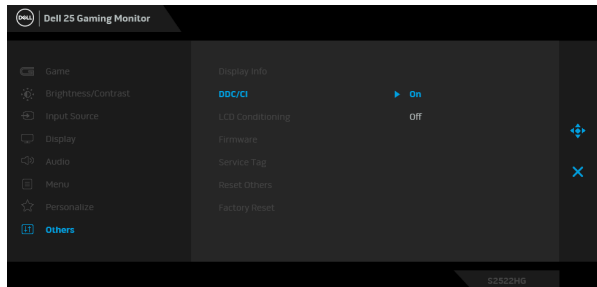 DELL Dell 25 Gaming Monitor
Game
Brightness/Contrast
Input Source
Display
Audio
Menu
Personalize
Others
Display Info
DDC/CI On
LCD Conditioning Off
Firmware
Service Tag
Reset Others
Factory Reset
S2522HG